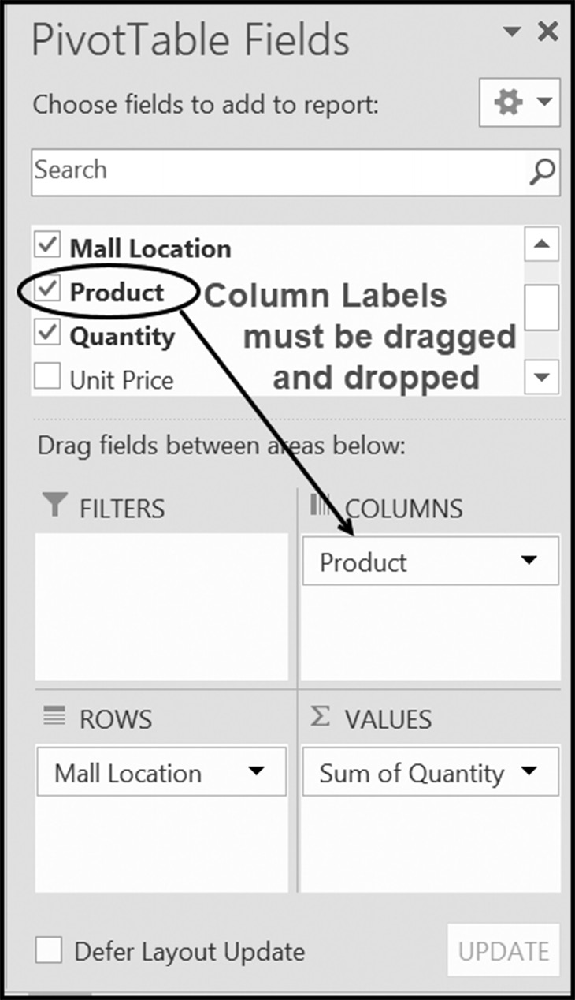 PivotTable Fields
Choose fields to add to report:
Search
Mall Location
Product
Column Labels
Quantity
must be dragged
Unit Price
and dropped
Drag fields between areas below:
FILTERS
COLUMNS
Product
ROWS
VALUES
Mall Location
Sum of Quantity
Defer Layout Update
UPDATE